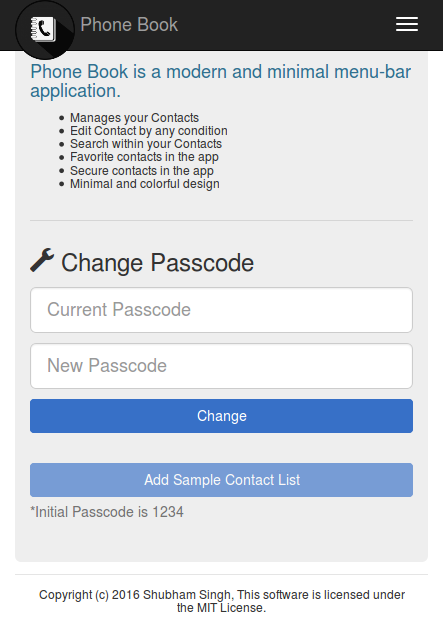 Phone Book
Phone Book is a modern and minimal menu-bar
application.
Manages your Contacts
Edit Contact by any condition
Search within your Contacts
Favorite contacts in the app
Secure contacts in the app
Minimal and colorful design
Change Passcode
Current Passcode
New Passcode
Change
Add Sample Contact List
*Initial Passcode is 1234
Copyright (c) 2016 Shubham Singh, This software is licensed under
the MIT License.